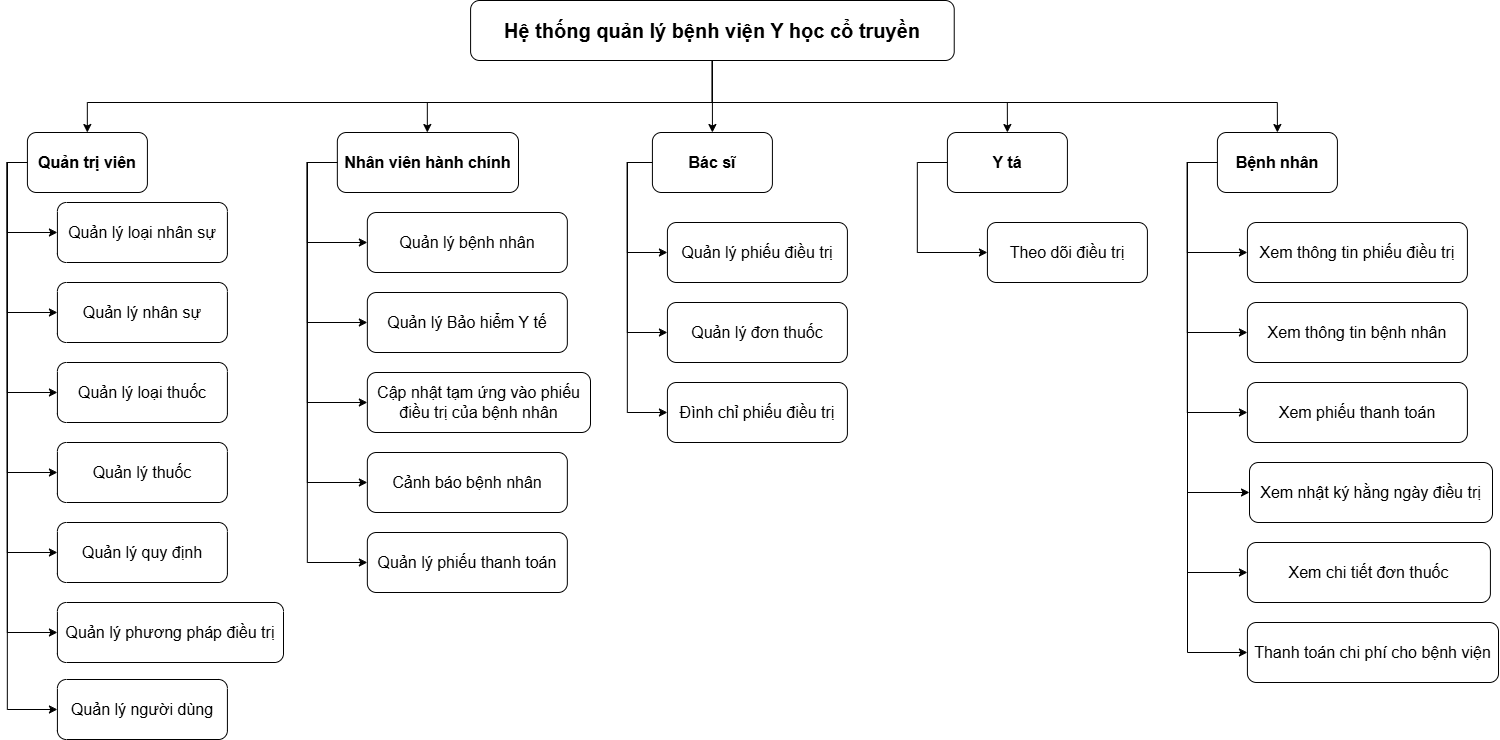 Hệ thống quản lý bệnh viện Y học cổ truyền
Quản trị viên
Quản lý loại nhân sự
Quản lý nhân sự
Quản lý loại thuốc
Quản lý thuốc
Quản lý quy định
Quản lý phương pháp điều trị
Quản lý người dùng
Nhân viên hành chính
Quản lý bệnh nhân
Quản lý Bảo hiểm Y tế
Cập nhật tạm ứng vào phiếu
điều trị của bệnh nhân
Cảnh báo bệnh nhân
Quản lý phiếu thanh toán
Bác sĩ
Quản lý phiếu điều trị
Quản lý đơn thuốc
Đình chỉ phiếu điều trị
Y tá
Theo dõi điều trị
Bệnh nhân
Xem thông tin phiếu điều trị
Xem thông tin bệnh nhân
Xem phiếu thanh toán
Xem nhật ký hằng ngày điều trị
Xem chi tiết đơn thuốc
Thanh toán chi phí cho bệnh viện